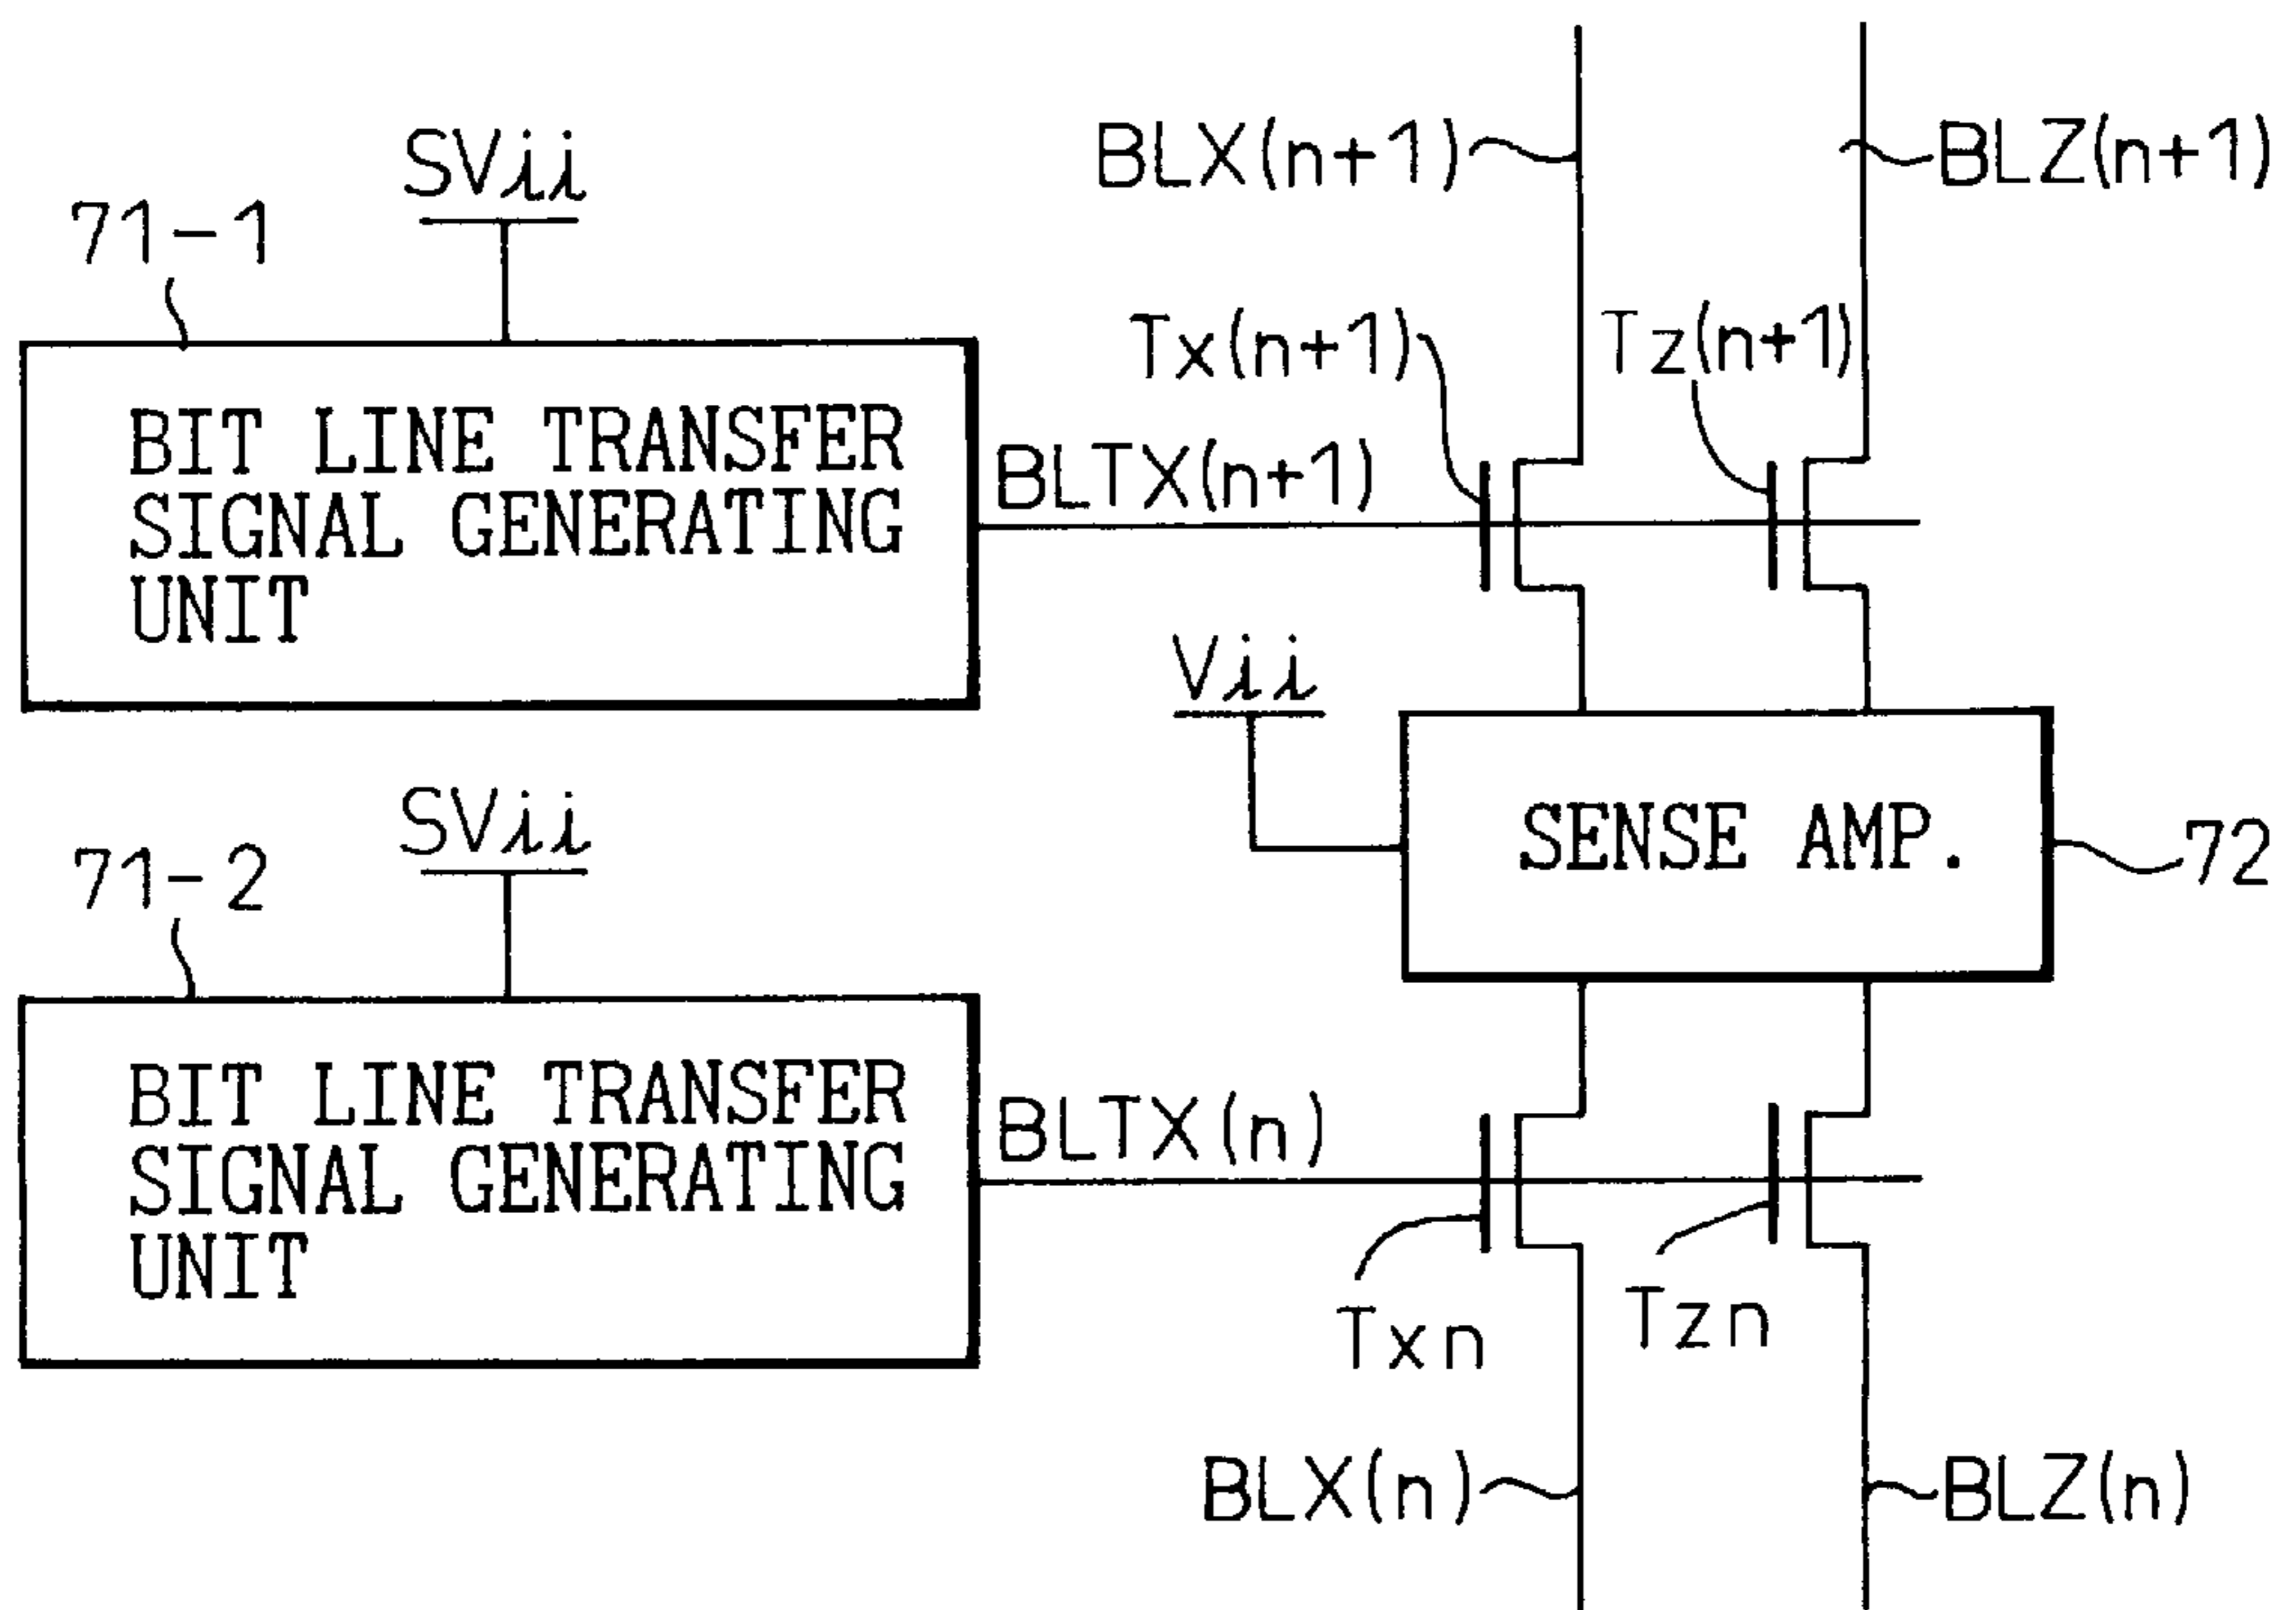 BLX(n+1)
BLZ(n+1)
SVii
71-1
Tx(n+1)
Tz(n+1)
BIT LINE TRANSFER
SIGNAL GENERATING
UNIT
BLTX(n+1)
Vii
SENSE AMP.
72
SVii
71-2
BIT LINE TRANSFER
SIGNAL GENERATING
UNIT
BLTX(n)
Txn
Tzn
BLX(n)
BLZ(n)